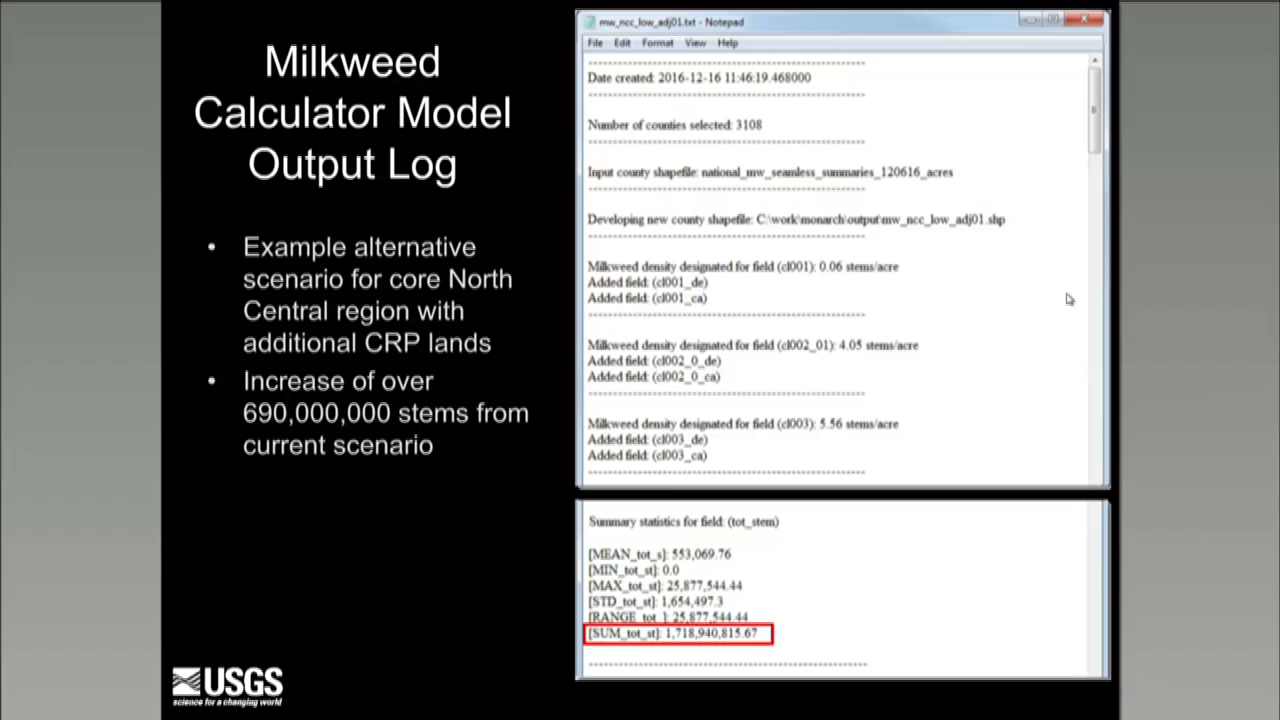 Milkweed
Calculator Model
Output Log
• Example alternative
scenario for core North
Central region with
additional CRP lands
• Increase of over
690,000,000 stems from
current scenario
USGS
science for a changing world
mw_ncc_low_adj01.txt - Notepad
File Edit Format View Help
--------------------------------------------------------------
Date created: 2016-12-16 11:46:19.468000
--------------------------------------------------------------
Number of counties selected: 3108
--------------------------------------------------------------
Input county shapefile: national_mw_seamless_summaries_120616_acres
--------------------------------------------------------------
Developing new county shapefile: C:\work\monarch\output\mw_ncc_low_adj01.shp
--------------------------------------------------------------
Milkweed density designated for field (cl001): 0.06 stems/acre
Added field: (cl001_de)
Added field: (cl001_ca)
--------------------------------------------------------------
Milkweed density designated for field (cl002_01): 4.05 stems/acre
Added field: (cl002_0_de)
Added field: (cl002_0_ca)
--------------------------------------------------------------
Milkweed density designated for field (cl003): 5.56 stems/acre
Added field: (cl003_de)
Added field: (cl003_ca)
--------------------------------------------------------------
Summary statistics for field: (tot_stem)
[MEAN_tot_s]: 553,069.76
[MIN_tot_st]: 0.0
[MAX_tot_st]: 25,877,544.44
[STD_tot_st]: 1,654,497.3
[RANGE_tot_]: 25,877,544.44
[SUM_tot_st]: 1,718,940,815.67
--------------------------------------------------------------